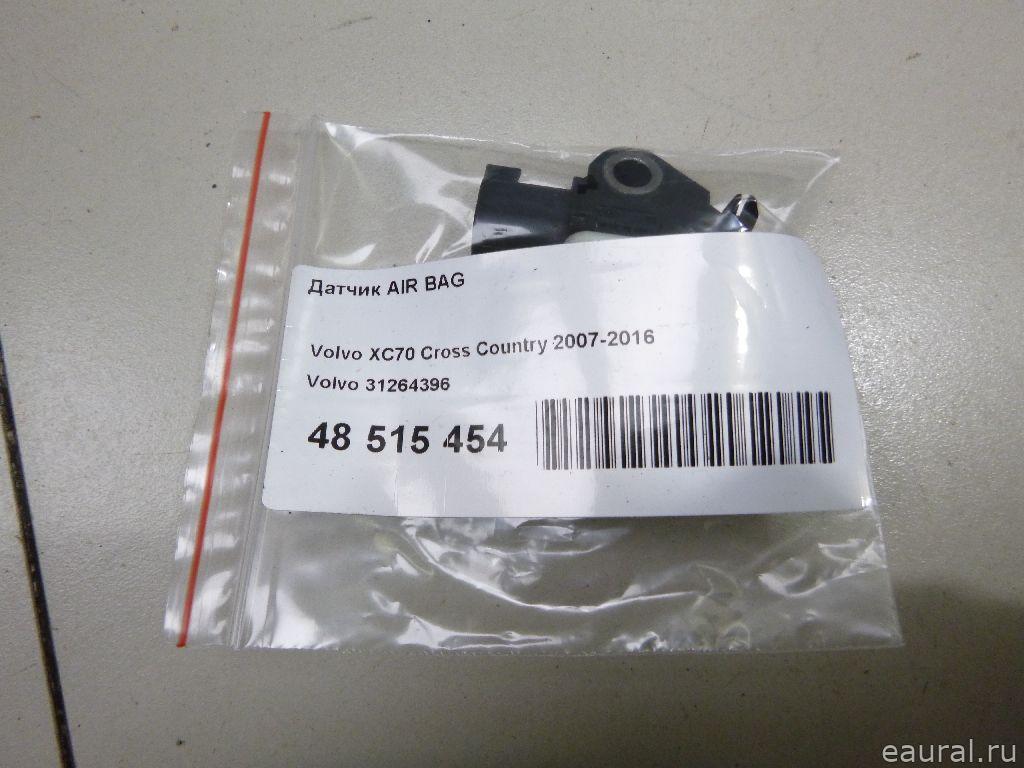 Датчик AIR BAG
Volvo XC70 Cross Country 2007-2016
Volvo 31264396
48 515 454
eaural.ru